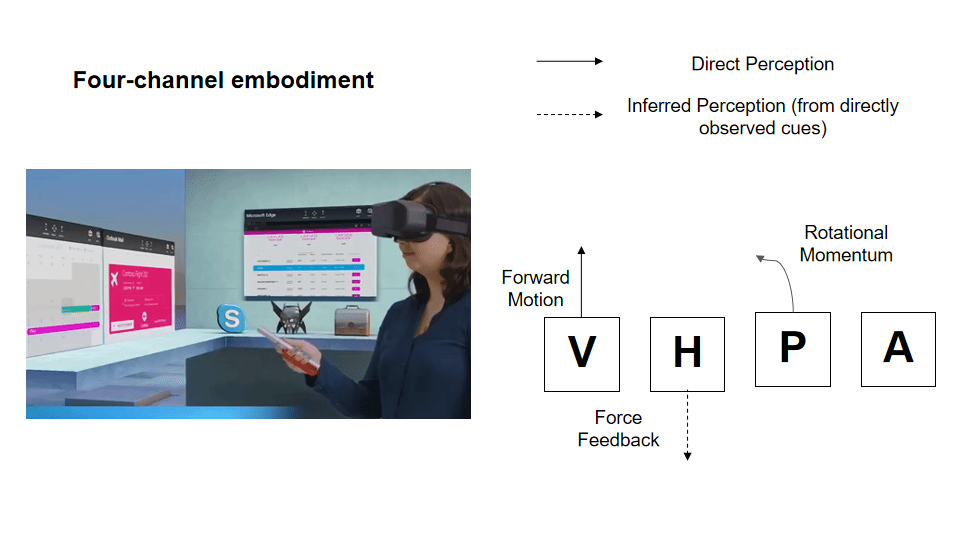 Four-channel embodiment
Direct Perception
Inferred Perception (from directly
observed cues)
Microsoft Edge
Outlook Mail
S
Rotational
Momentum
Forward
Motion
V
H
P
A
Force
Feedback